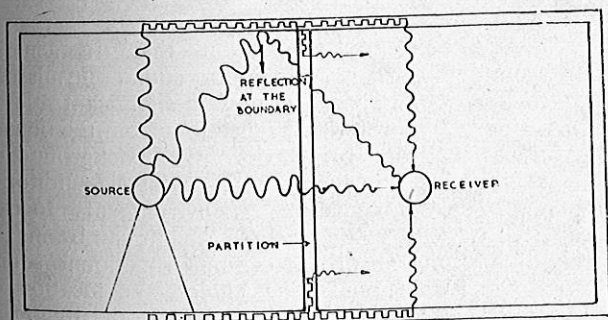 REFLECTION
AT THE
BOUNDARY
SOURCE
RECEIVER
PARTITION